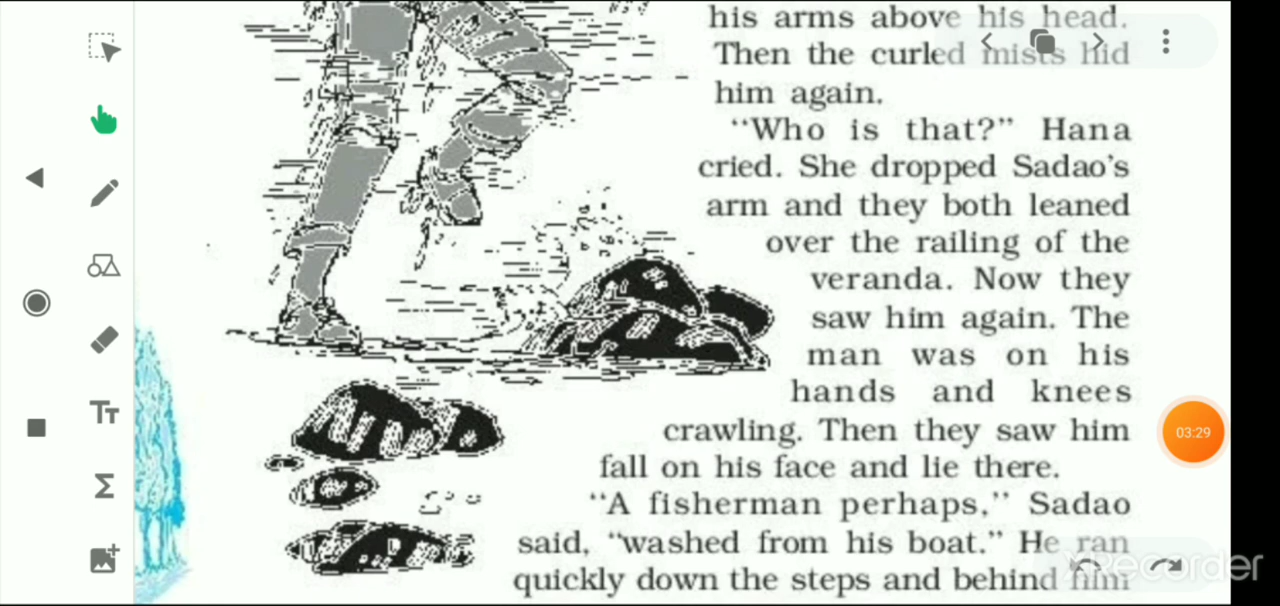 his arms above his head.
Then the curled mists hid
him again.
“Who is that?” Hana
cried. She dropped Sadao’s
arm and they both leaned
over the railing of the
veranda. Now they
saw him again. The
man was on his
hands and knees
crawling. Then they saw him
fall on his face and lie there.
“A fisherman perhaps,” Sadao
said, “washed from his boat.” He ran
quickly down the steps and behind him
03:29
XRecorder
Tт
Σ